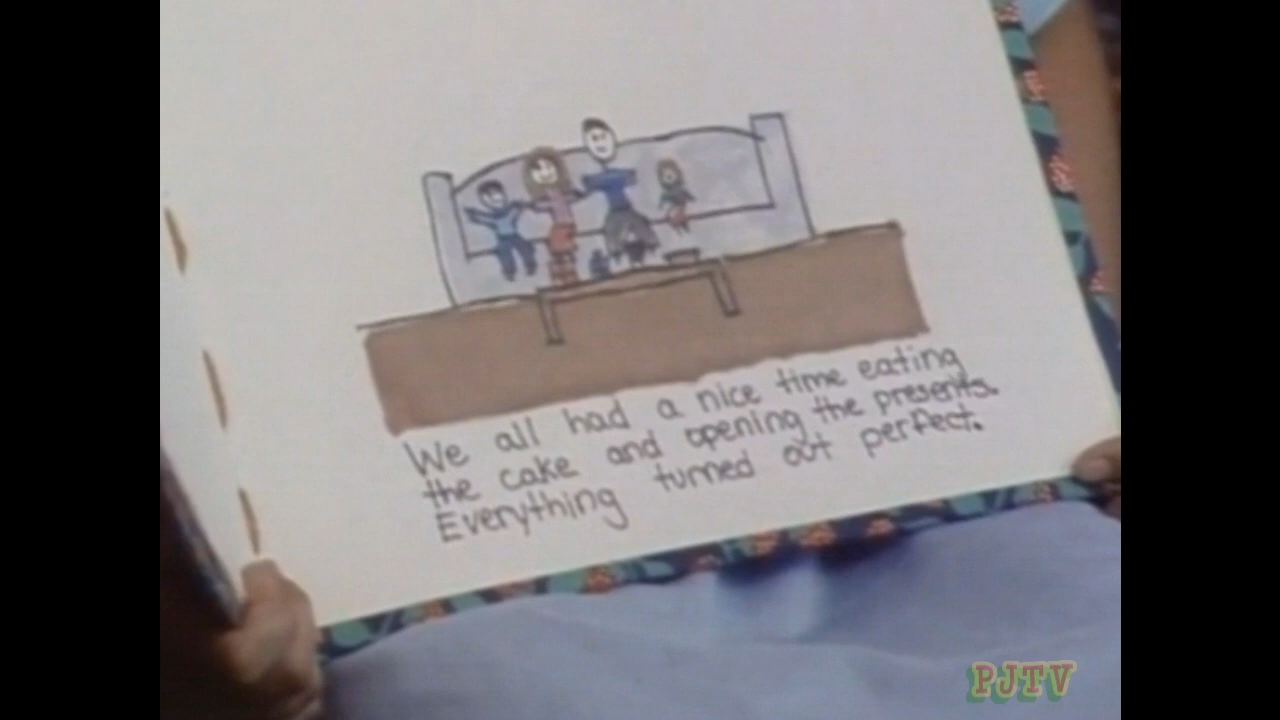 We all had a nice time eating
the cake and opening the presents.
Everything turned out perfect.
PJTV